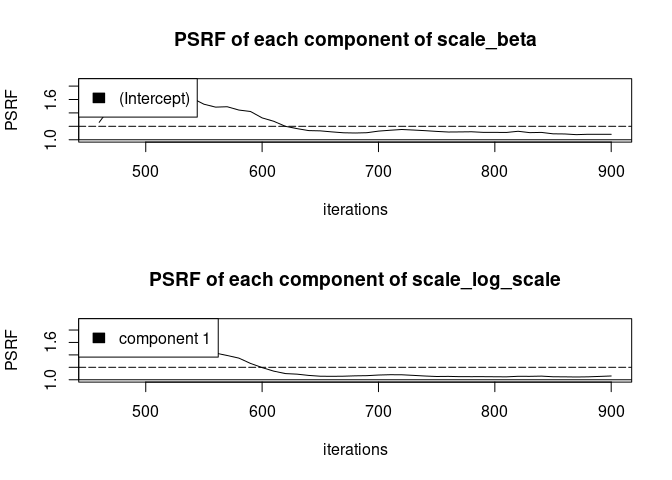 PSRF of each component of scale_beta
PSRF
1.0 1.6
(Intercept)
500 600 700 800 900
iterations
PSRF of each component of scale_log_scale
PSRF
1.0 1.6
component 1
500 600 700 800 900
iterations